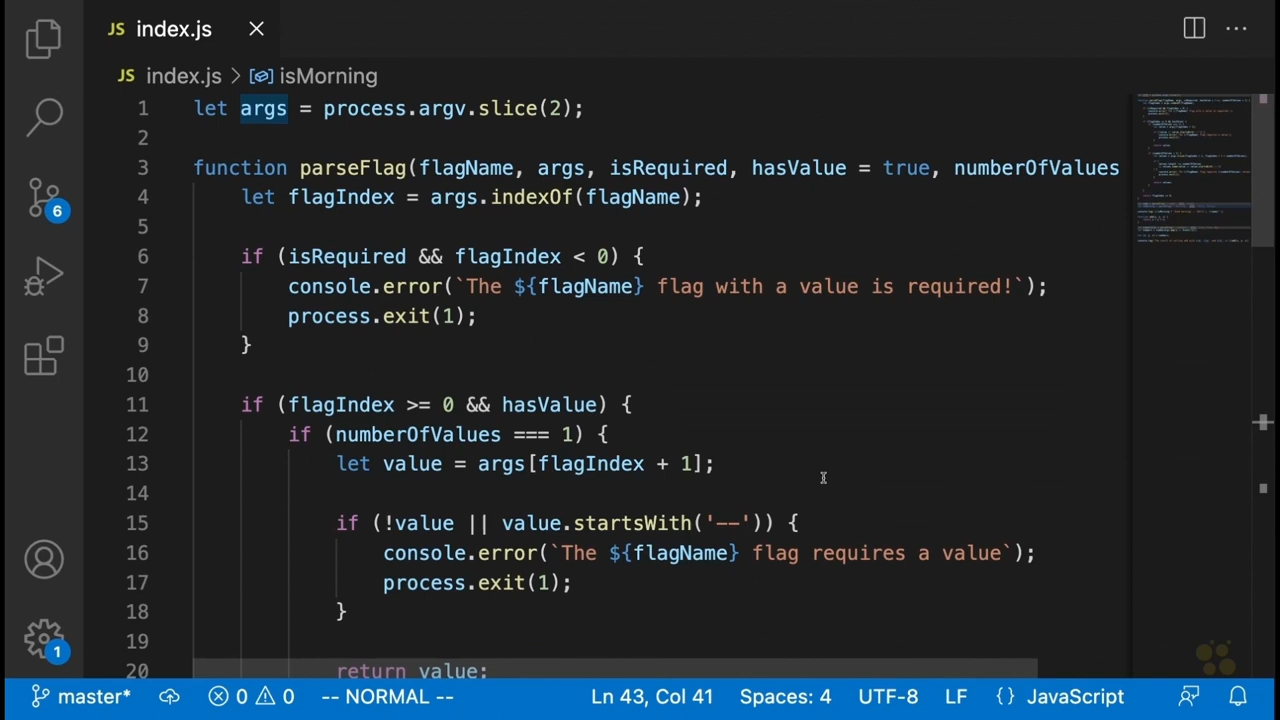 JS index.js
JS index.js > isMorning
1 let args = process.argv.slice(2);
2
3 function parseFlag(flagName, args, isRequired, hasValue = true, numberOfValues
4 let flagIndex = args.indexOf(flagName);
5
6 if (isRequired && flagIndex < 0) {
7 console.error(`The ${flagName} flag with a value is required!`);
8 process.exit(1);
9 }
10
11 if (flagIndex >= 0 && hasValue) {
12 if (numberOfValues === 1) {
13 let value = args[flagIndex + 1];
14
15 if (!value || value.startsWith('--')) {
16 console.error(`The ${flagName} flag requires a value`);
17 process.exit(1);
18 }
19
20 return value;
6
1
master* 0 0 -- NORMAL -- Ln 43, Col 41 Spaces: 4 UTF-8 LF {} JavaScript